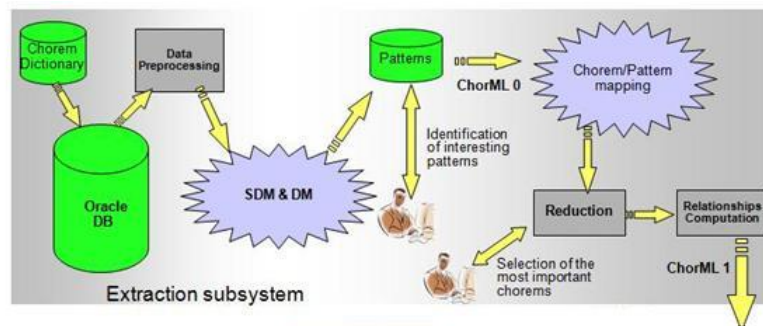 Chorem
Dictionary
Data
Preprocessing
Patterns
ChorML 0
Chorem/Pattern
mapping
Identification
of interesting
patterns
Oracle
DB
SDM & DM
Reduction
Relationships
Computation
Selection of the
most important
chorems
ChorML 1
Extraction subsystem